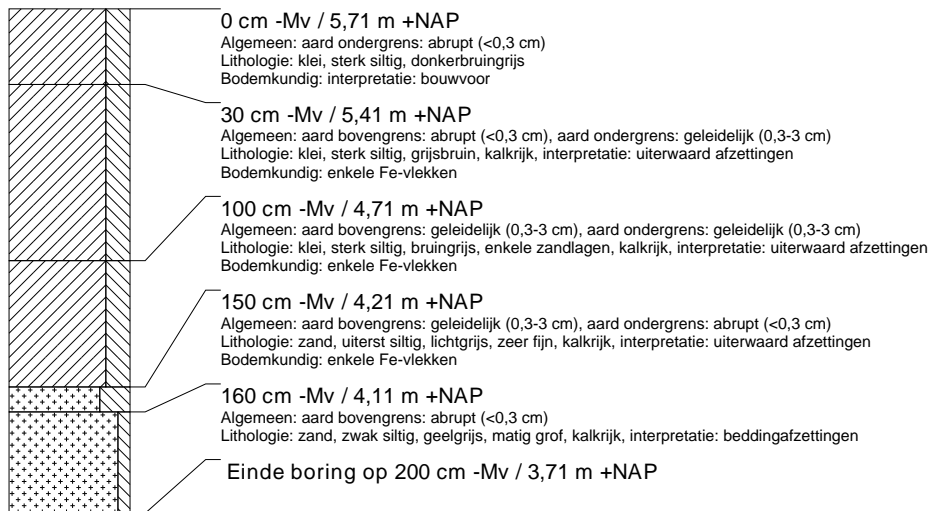 0 cm -Mv / 5,71 m +NAP
Algemeen: aard ondergrens: abrupt (<0,3 cm)
Lithologie: klei, sterk siltig, donkerbruingrijs
Bodemkundig: interpretatie: bouwvoor
30 cm -Mv / 5,41 m +NAP
Algemeen: aard bovengrens: abrupt (<0,3 cm), aard ondergrens: geleidelijk (0,3-3 cm)
Lithologie: klei, sterk siltig, grijsbruin, kalkrijk, interpretatie: uiterwaard afzettingen
Bodemkundig: enkele Fe-vlekken
100 cm -Mv / 4,71 m +NAP
Algemeen: aard bovengrens: geleidelijk (0,3-3 cm), aard ondergrens: geleidelijk (0,3-3 cm)
Lithologie: klei, sterk siltig, bruingrijs, enkele zandlagen, kalkrijk, interpretatie: uiterwaard afzettingen
Bodemkundig: enkele Fe-vlekken
150 cm -Mv / 4,21 m +NAP
Algemeen: aard bovengrens: geleidelijk (0,3-3 cm), aard ondergrens: abrupt (<0,3 cm)
Lithologie: zand, uiterst siltig, lichtgrijs, zeer fijn, kalkrijk, interpretatie: uiterwaard afzettingen
Bodemkundig: enkele Fe-vlekken
160 cm -Mv / 4,11 m +NAP
Algemeen: aard bovengrens: abrupt (<0,3 cm)
Lithologie: zand, zwak siltig, geelgrijs, matig grof, kalkrijk, interpretatie: beddingafzettingen
Einde boring op 200 cm -Mv / 3,71 m +NAP